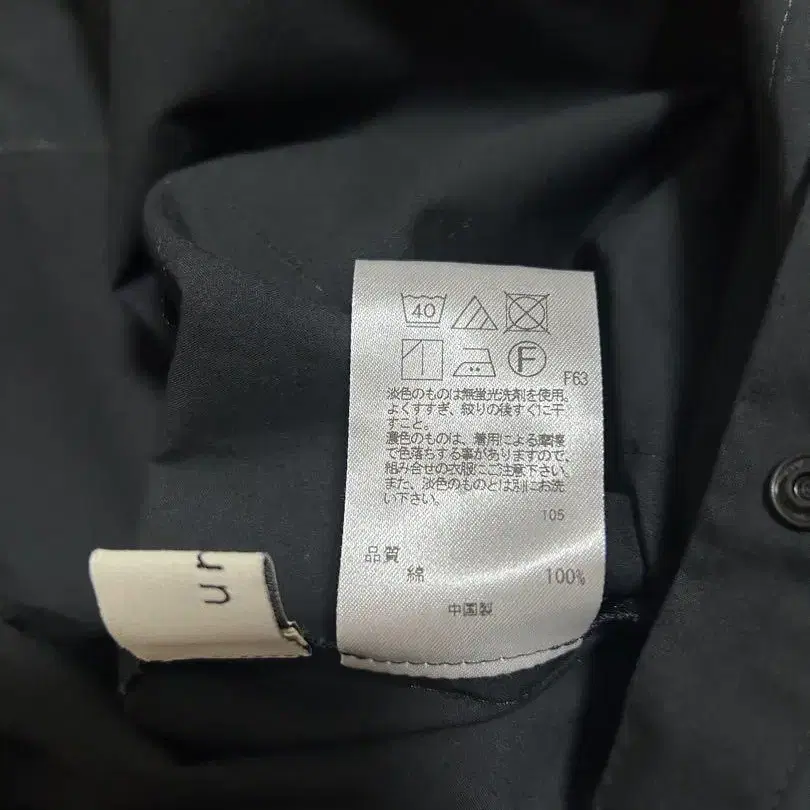 40
F
F63
淡色のものは無蛍光洗剤を使用。
よくすすぎ、絞りの後すぐに干
すこと。
濃色のものは、着用による摩擦
で色落ちする事がありますので、
組み合せの衣服にご注意下さい。
また、淡色のものとは別にお洗
い下さい。
105
品質
綿 100%
中国製
ur